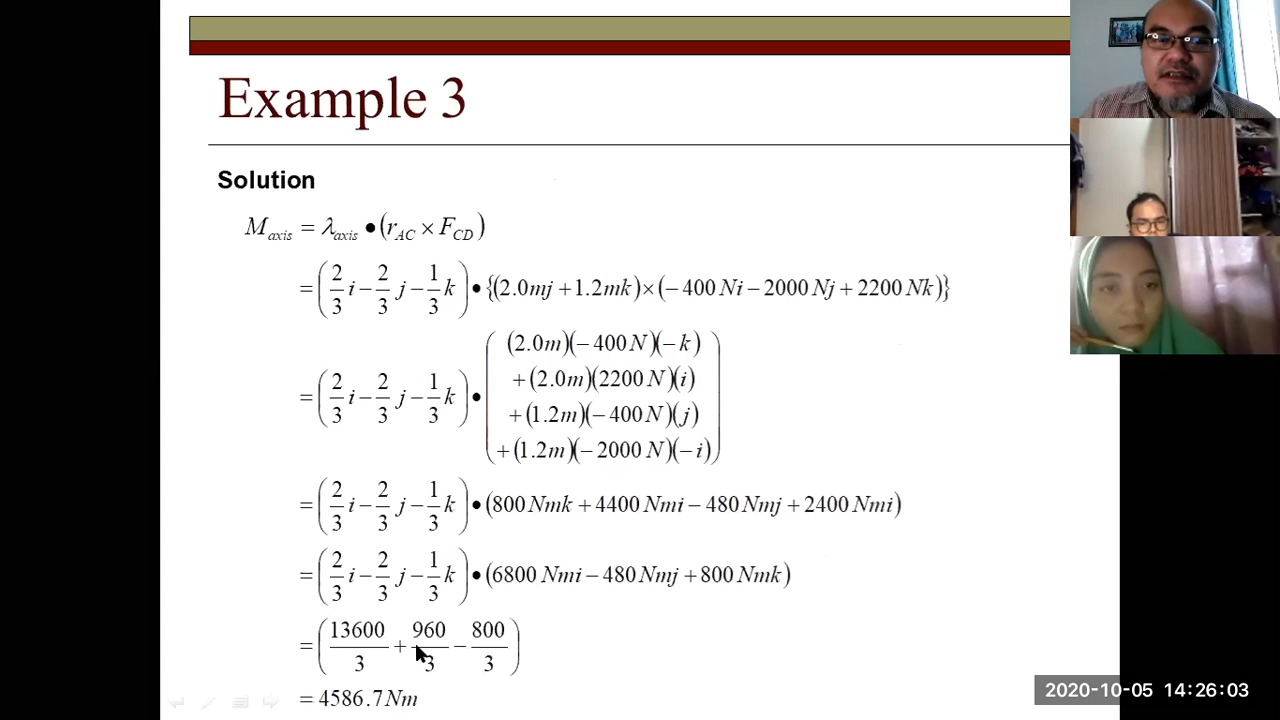 Example 3
Solution
M_axis = λ_axis • (r_AC × F_CD)
= (2/3 i − 2/3 j − 1/3 k) • {(2.0mj + 1.2mk) × (− 400 Ni − 2000 Nj + 2200 Nk)}
= (2/3 i − 2/3 j − 1/3 k) • ( (2.0m)(− 400 N)(− k)
+ (2.0m)(2200 N)(i)
+ (1.2m)(− 400 N)(j)
+ (1.2m)(− 2000 N)(− i) )
= (2/3 i − 2/3 j − 1/3 k) • (800 Nmk + 4400 Nmi − 480 Nmj + 2400 Nmi)
= (2/3 i − 2/3 j − 1/3 k) • (6800 Nmi − 480 Nmj + 800 Nmk)
= (13600/3 + 960/3 − 800/3)
= 4586.7 Nm
2020-10-05 14:26:03